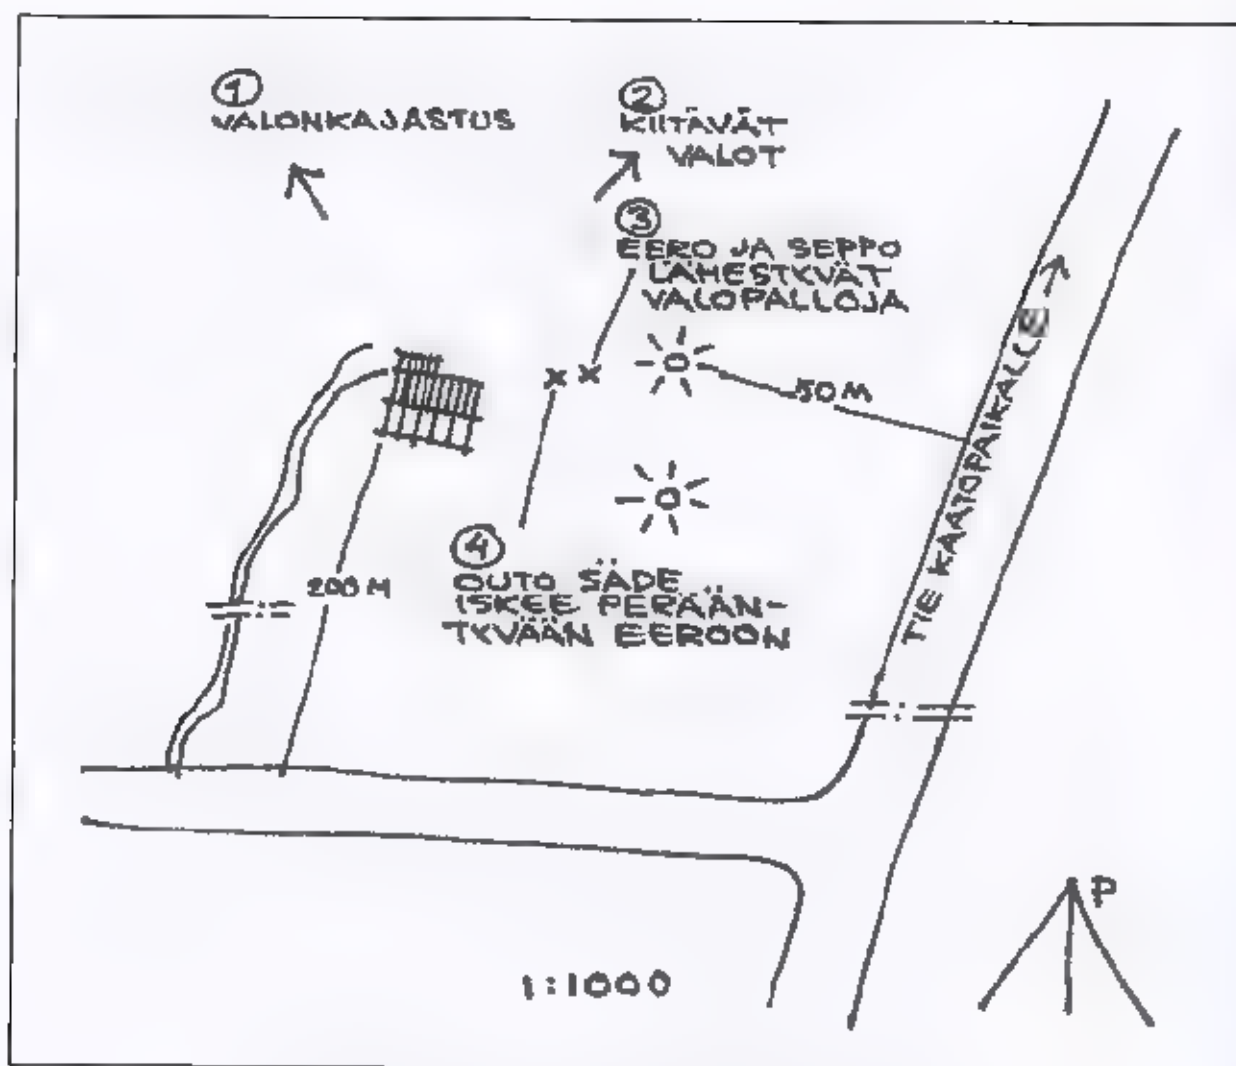 1
VALONKAJASTUS
2
KIITÄVÄT
VALOT
3
EERO JA SEPPO
LÄHESTYVÄT
VALOPALLOJA
50 M
TIE KAATOPAIKALLE
200 M
4
OUTO SÄDE
ISKEE PERÄÄN-
TYVÄÄN EEROON
1:1000
P